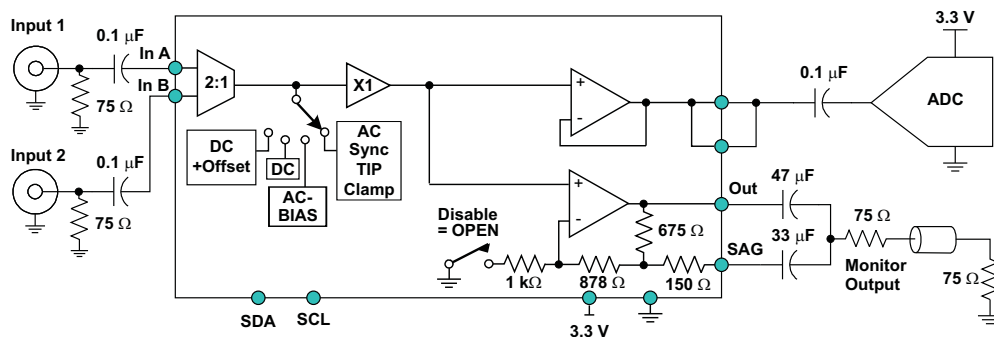 Input 1
0.1 µF
In A
In B
75 Ω
Input 2
0.1 µF
75 Ω
2:1
X1
DC
+Offset
DC
AC-
BIAS
AC
Sync
TIP
Clamp
+
-
+
-
Disable
= OPEN
1 kΩ
878 Ω
675 Ω
150 Ω
Out
SAG
47 µF
33 µF
75 Ω
Monitor
Output
75 Ω
0.1 µF
3.3 V
ADC
SDA
SCL
3.3 V